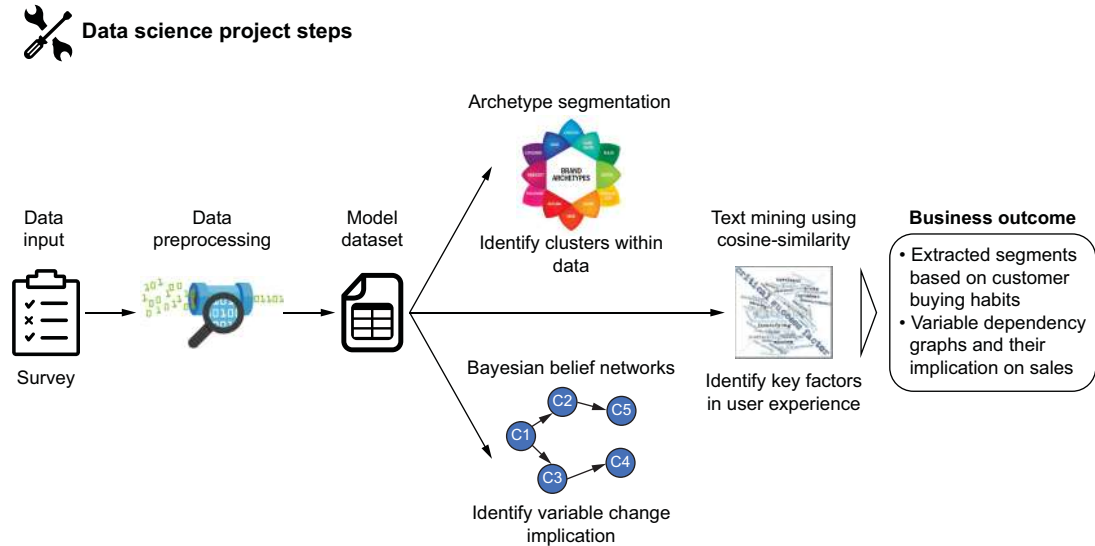 Data science project steps
Archetype segmentation
BRAND
ARCHETYPES
Identify clusters within
data
Data
input
Survey
Data
preprocessing
Model
dataset
Text mining using
cosine-similarity
critical success factor
Identify key factors
in user experience
Business outcome
• Extracted segments
based on customer
buying habits
• Variable dependency
graphs and their
implication on sales
Bayesian belief networks
C1
C2
C5
C3
C4
Identify variable change
implication